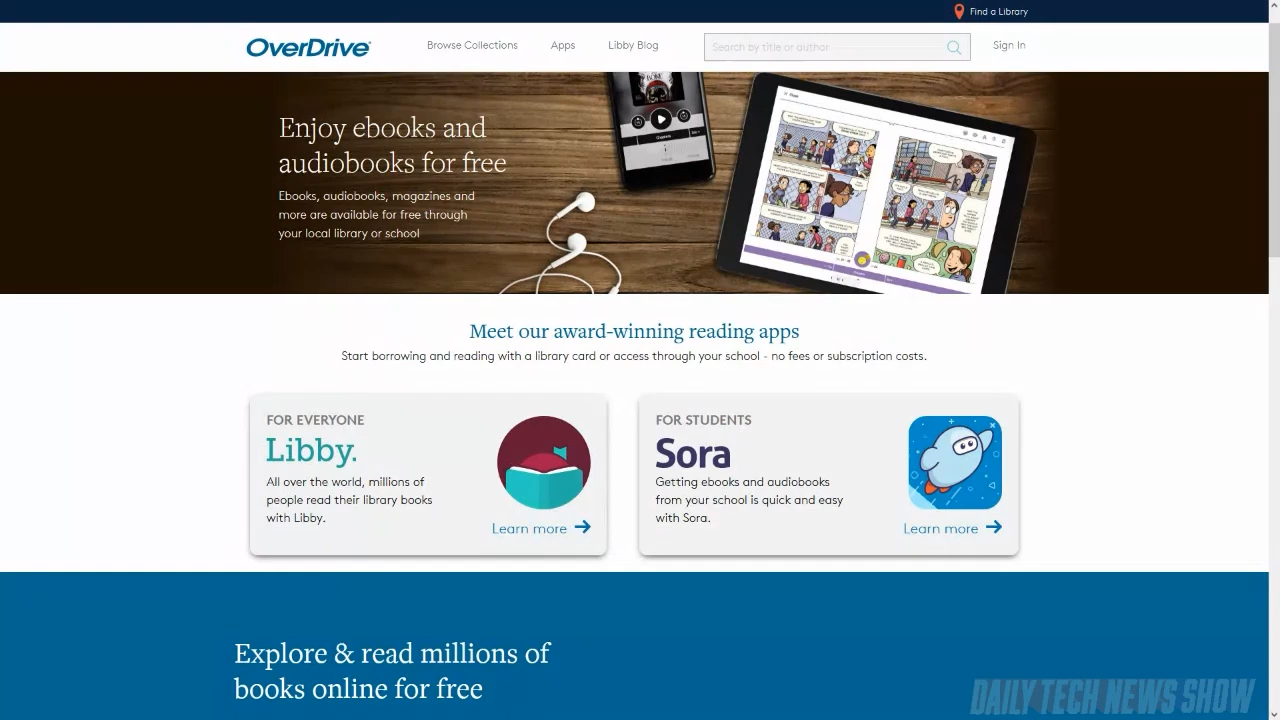 Find a Library
OverDrive
Browse Collections
Apps
Libby Blog
Search by title or author
Sign In
Enjoy ebooks and
audiobooks for free
Ebooks, audiobooks, magazines and
more are available for free through
your local library or school
Meet our award-winning reading apps
Start borrowing and reading with a library card or access through your school - no fees or subscription costs.
FOR EVERYONE
Libby.
All over the world, millions of
people read their library books
with Libby.
Learn more
FOR STUDENTS
Sora
Getting ebooks and audiobooks
from your school is quick and easy
with Sora.
Learn more
Explore & read millions of
books online for free
DAILY TECH NEWS SHOW